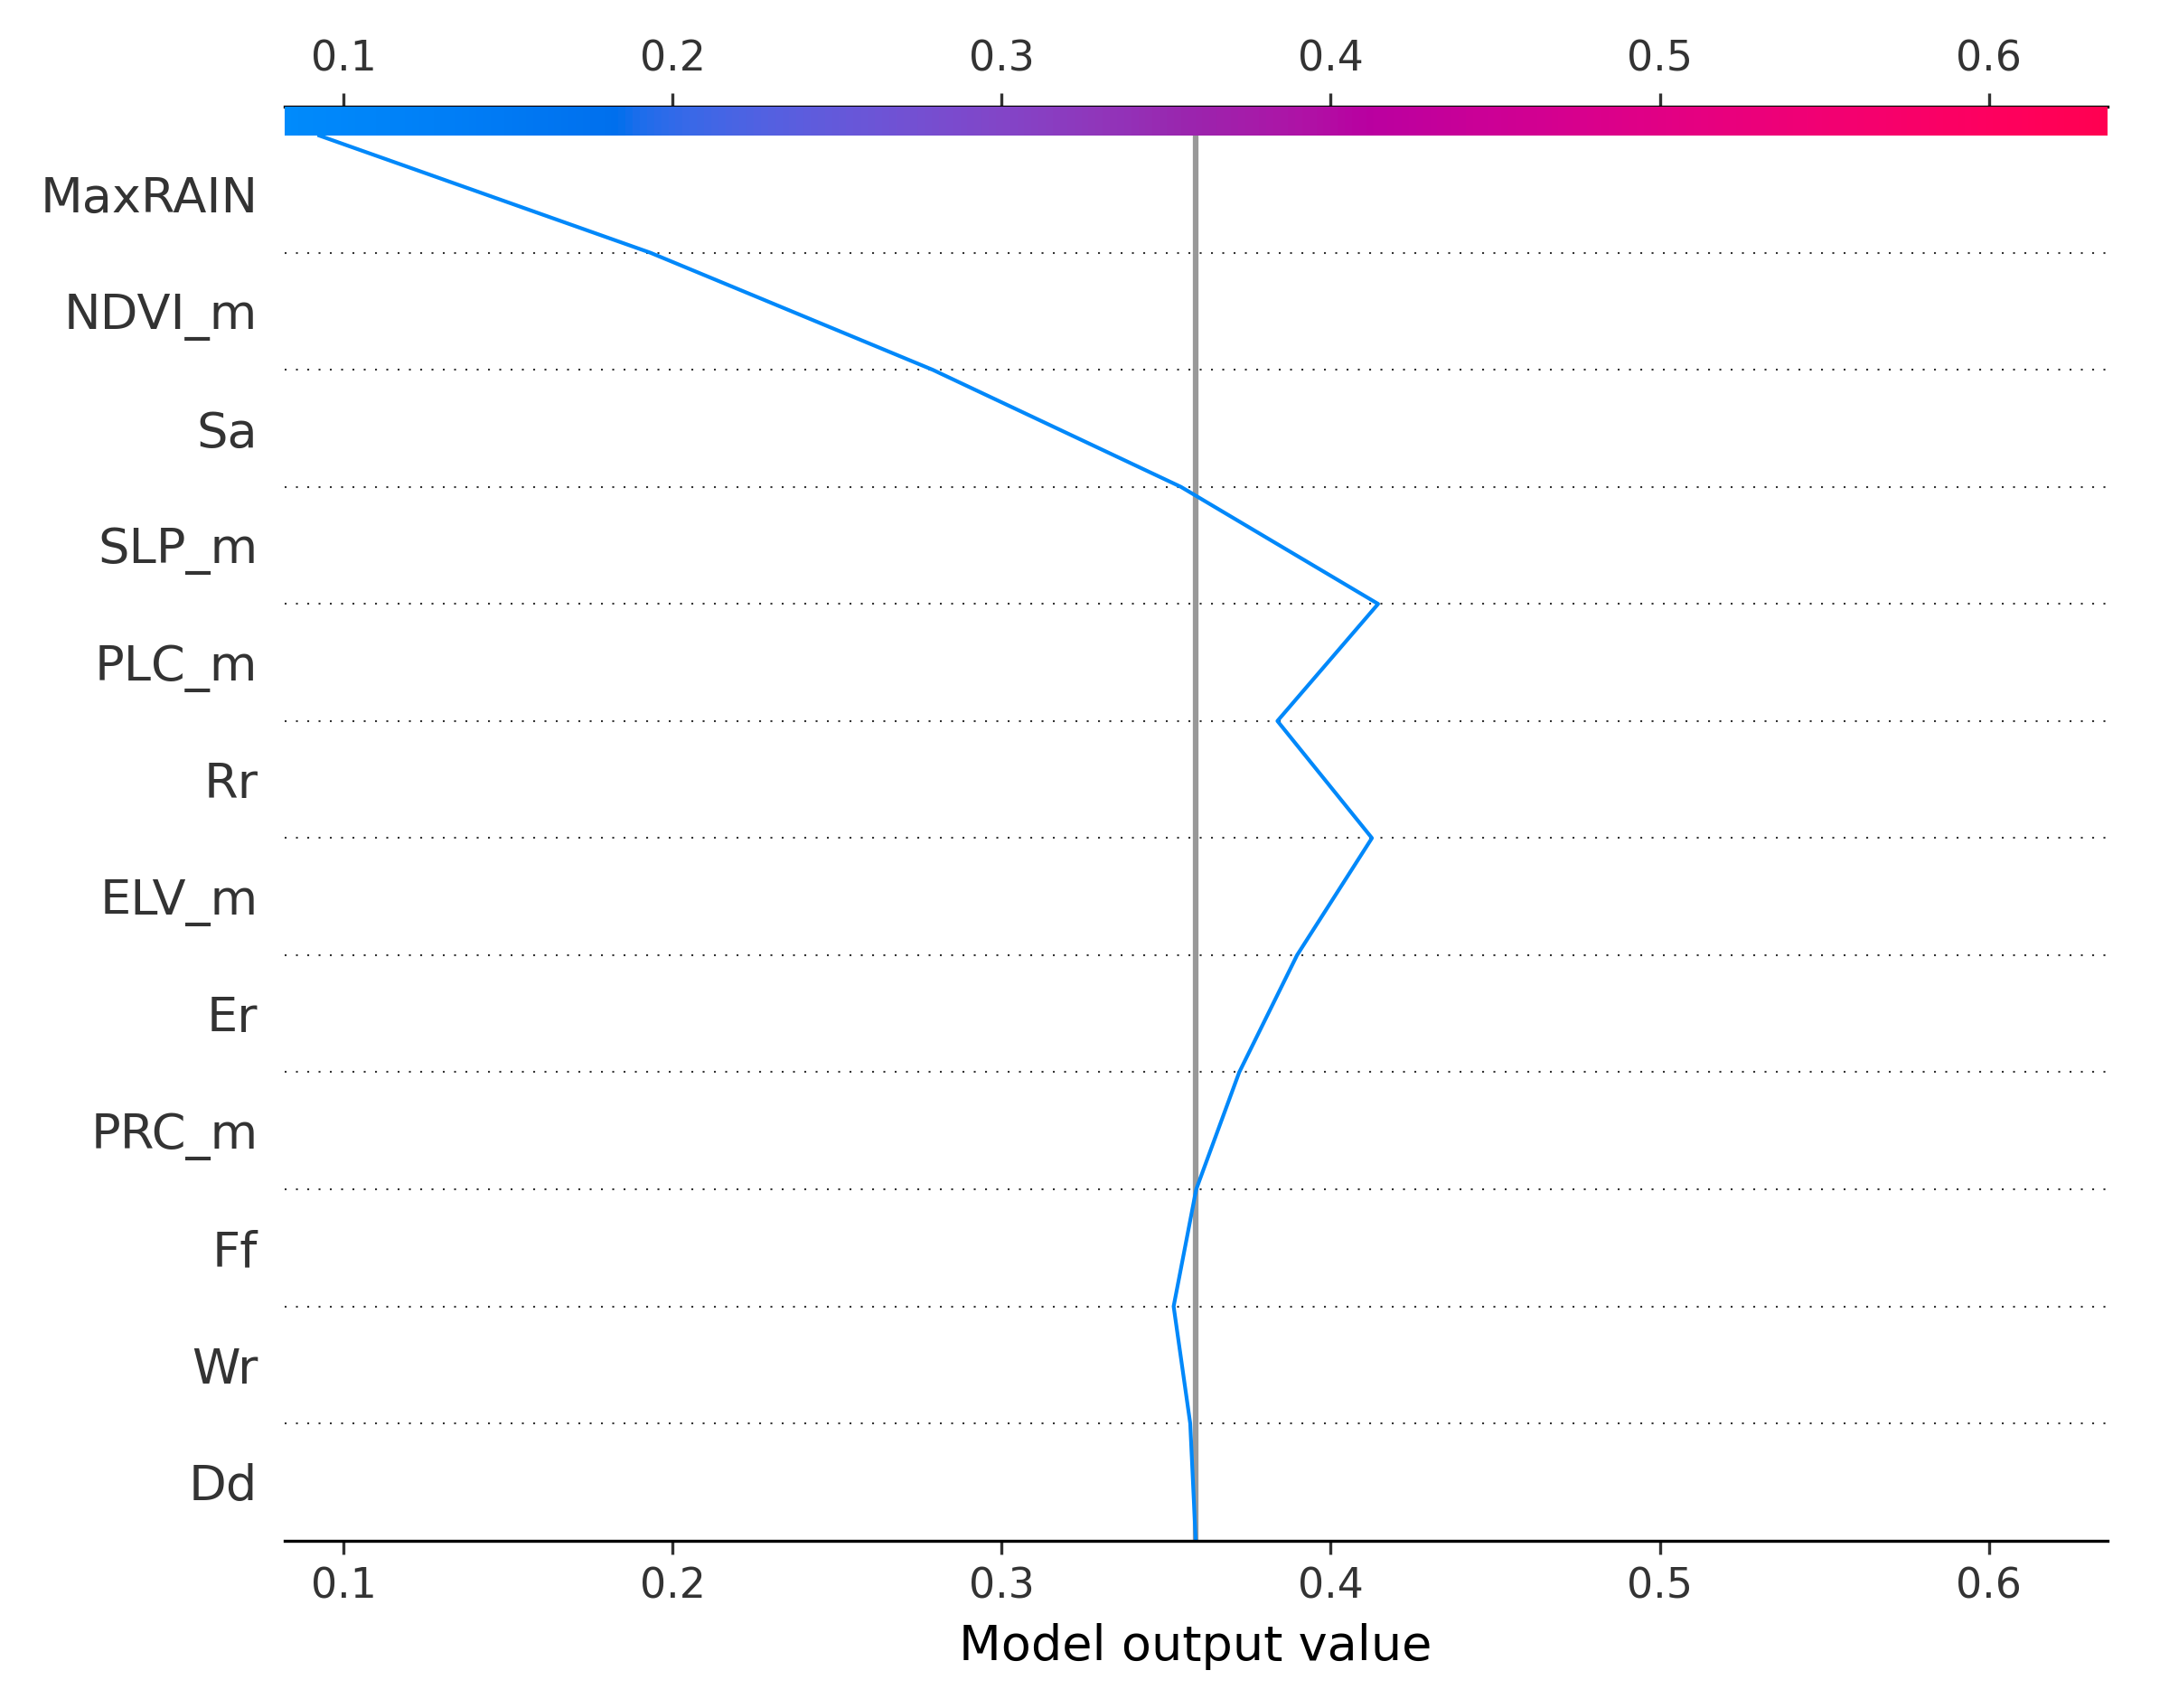 0.1 0.2 0.3 0.4 0.5 0.6
MaxRAIN
NDVI_m
Sa
SLP_m
PLC_m
Rr
ELV_m
Er
PRC_m
Ff
Wr
Dd
0.1 0.2 0.3 0.4 0.5 0.6
Model output value